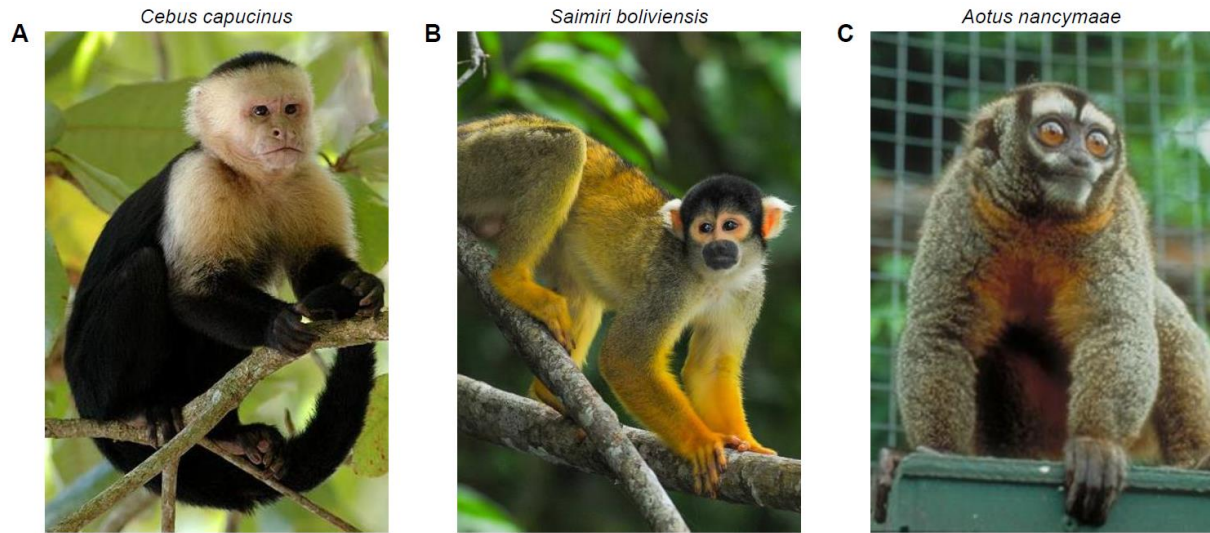 A
Cebus capucinus
B
Saimiri boliviensis
C
Aotus nancymaae